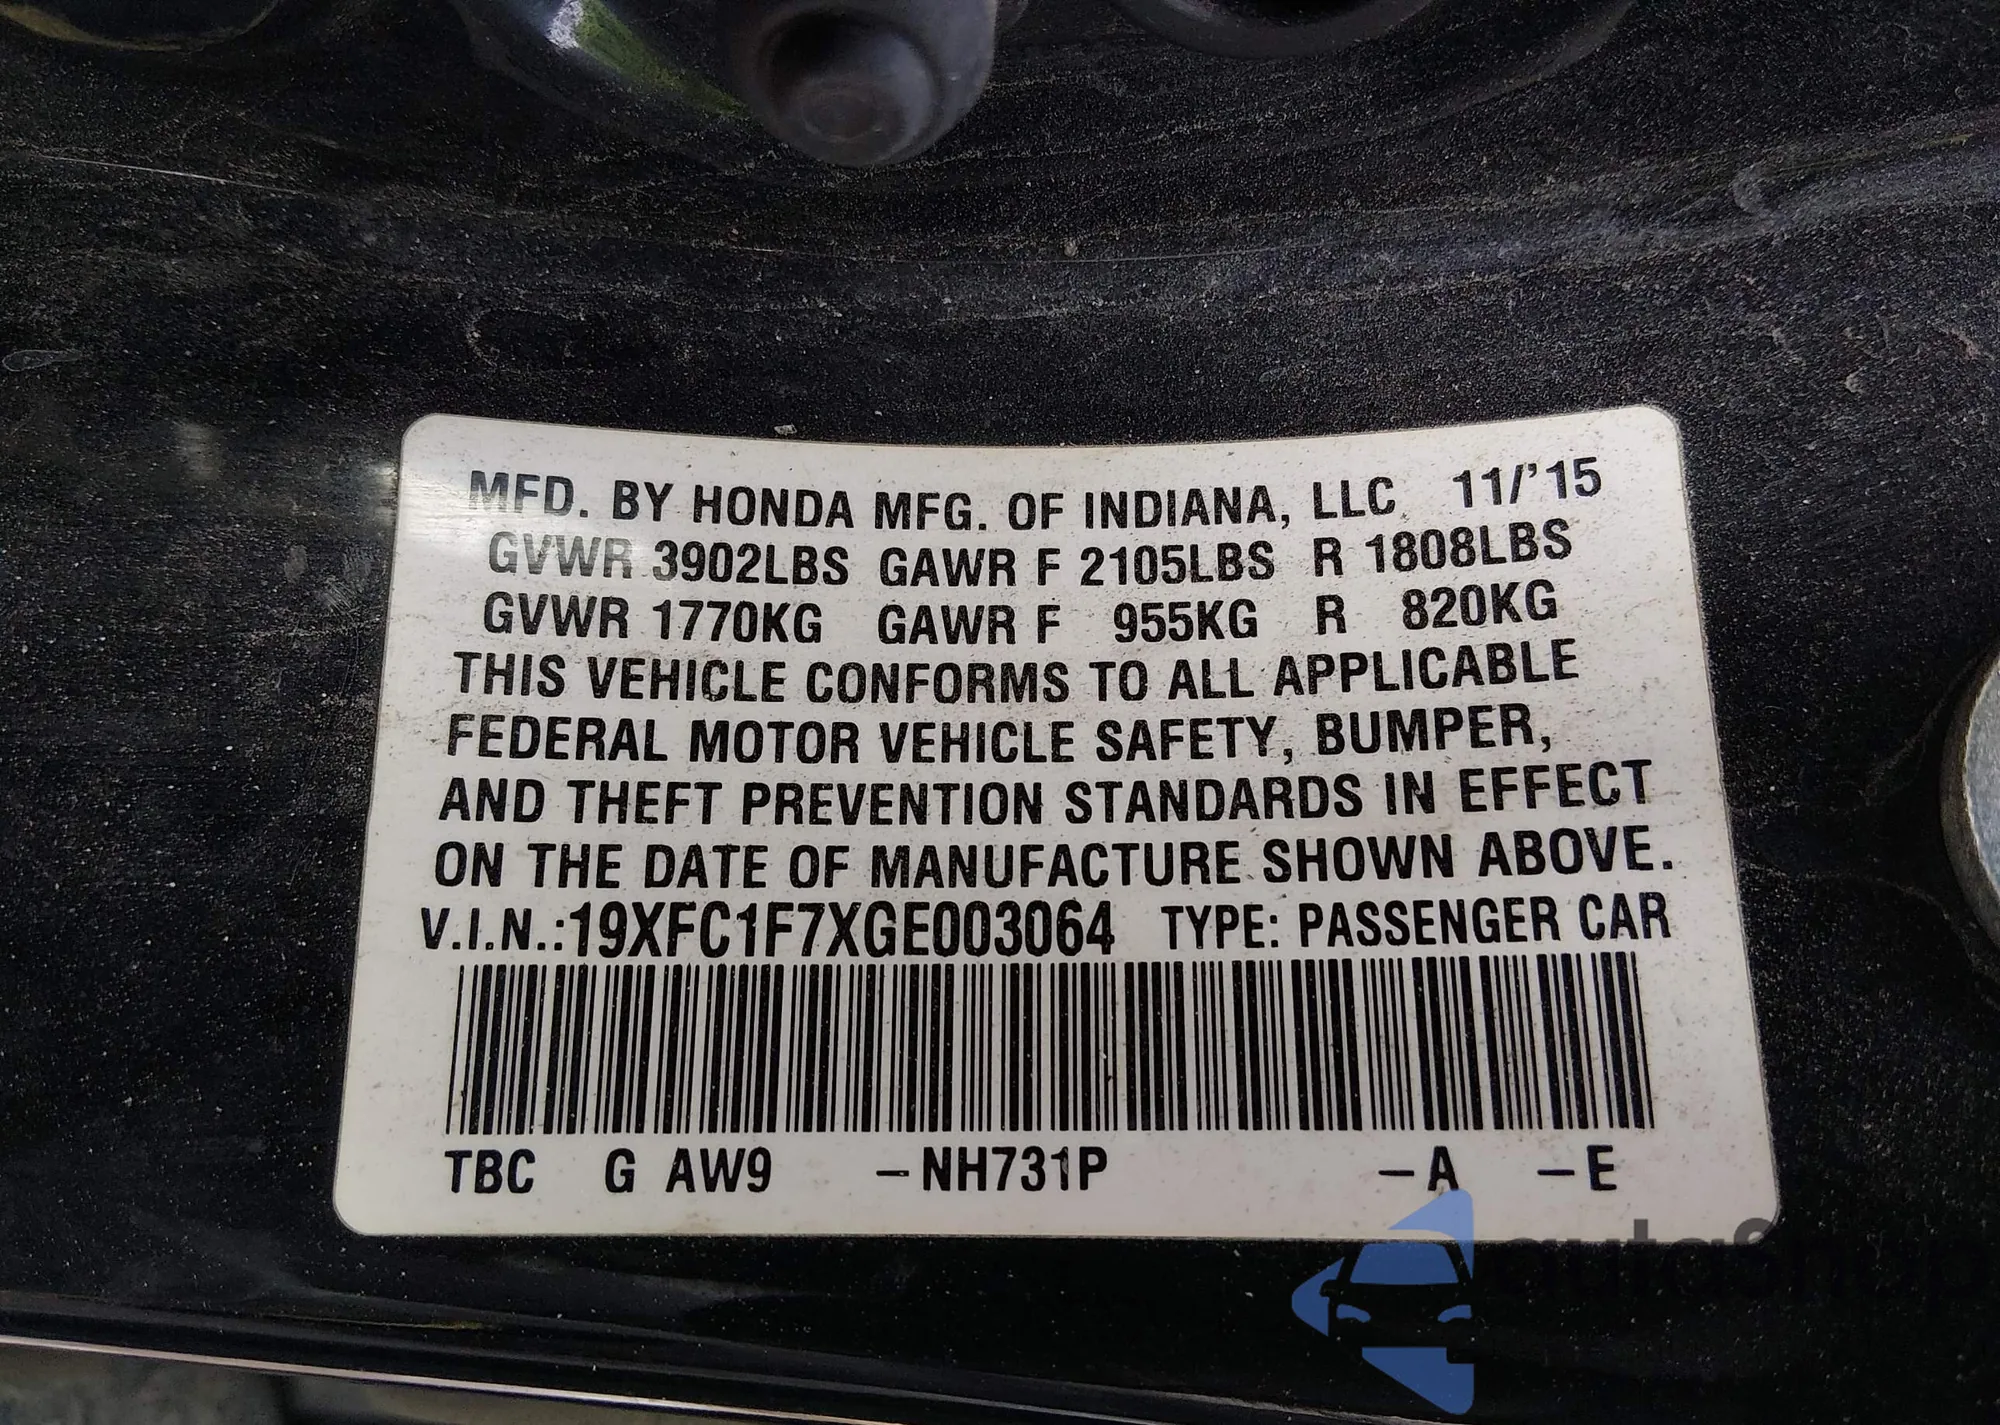 MFD. BY HONDA MFG. OF INDIANA, LLC 11/'15
GVWR 3902LBS GAWR F 2105LBS R 1808LBS
GVWR 1770KG GAWR F 955KG R 820KG
THIS VEHICLE CONFORMS TO ALL APPLICABLE
FEDERAL MOTOR VEHICLE SAFETY, BUMPER,
AND THEFT PREVENTION STANDARDS IN EFFECT
ON THE DATE OF MANUFACTURE SHOWN ABOVE.
V.I.N.:19XFC1F7XGE003064 TYPE: PASSENGER CAR
TBC G AW9 –NH731P –A –E